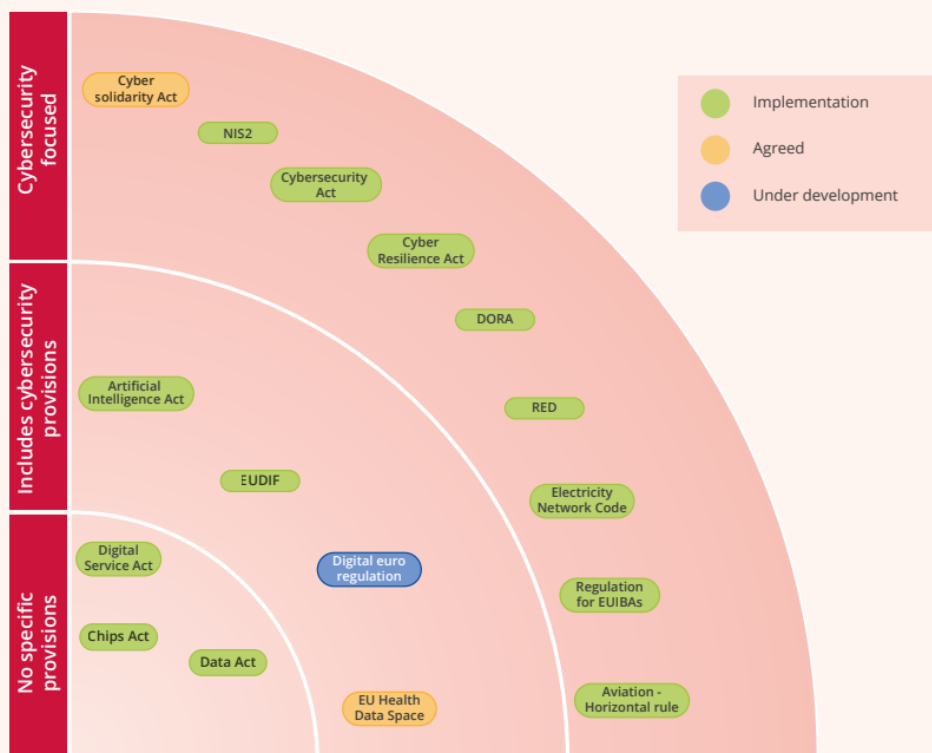 Cybersecurity
focused
Cyber
solidarity Act
NIS2
Cybersecurity
Act
Cyber
Resilience Act
DORA
RED
Electricity
Network Code
Regulation
for EUIBAs
Aviation -
Horizontal rule
Includes cybersecurity
provisions
Artificial
Intelligence Act
EUDIF
Digital euro
regulation
EU Health
Data Space
No specific
provisions
Digital
Service Act
Chips Act
Data Act
Implementation
Agreed
Under development